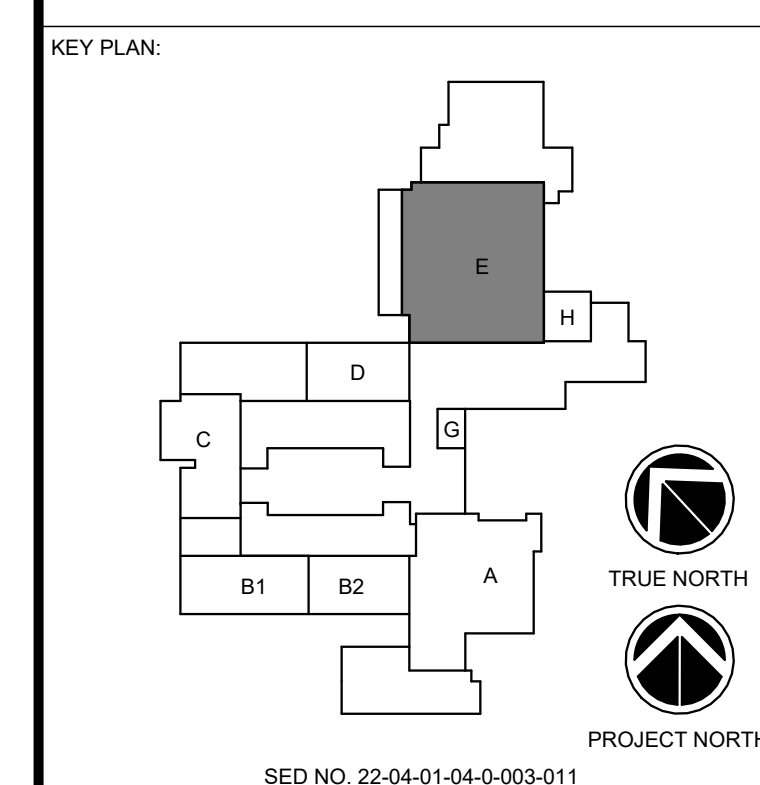 KEY PLAN:
E
H
D
G
C
TRUE NORTH
A
B1
B2
PROJECT NORTH
SED NO. 22-04-01-04-0-003-011